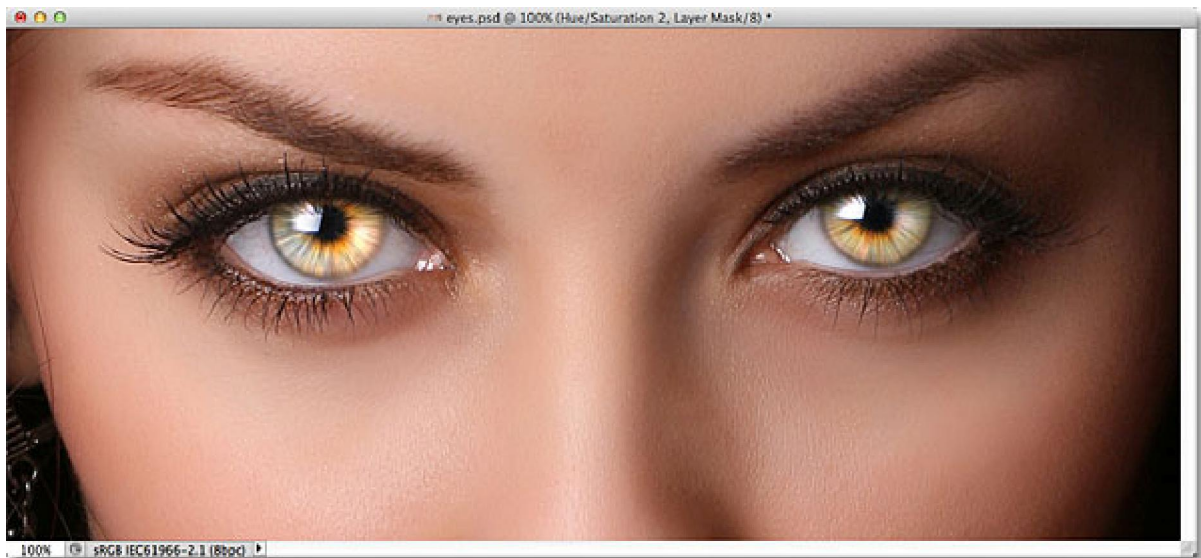 eyes.psd @ 100% (Hue/Saturation 2, Layer Mask/8) *
100% sRGB IEC61966-2.1 (8bpc)